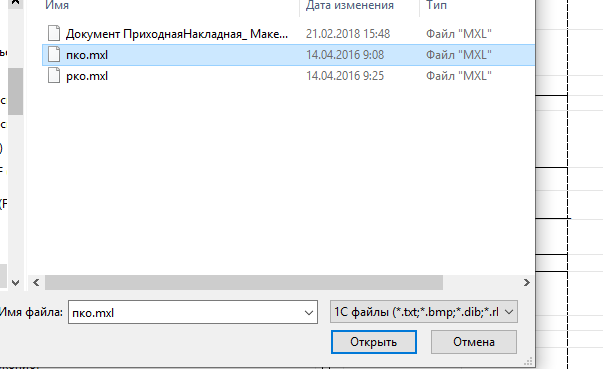 Имя Дата изменения Тип
Документ ПриходнаяНакладная_ Маке... 21.02.2018 15:48 Файл "MXL"
пко.mxl 14.04.2016 9:08 Файл "MXL"
рко.mxl 14.04.2016 9:25 Файл "MXL"
Имя файла: пко.mxl 1С файлы (*.txt;*.bmp;*.dib;*.rl
Открыть Отмена